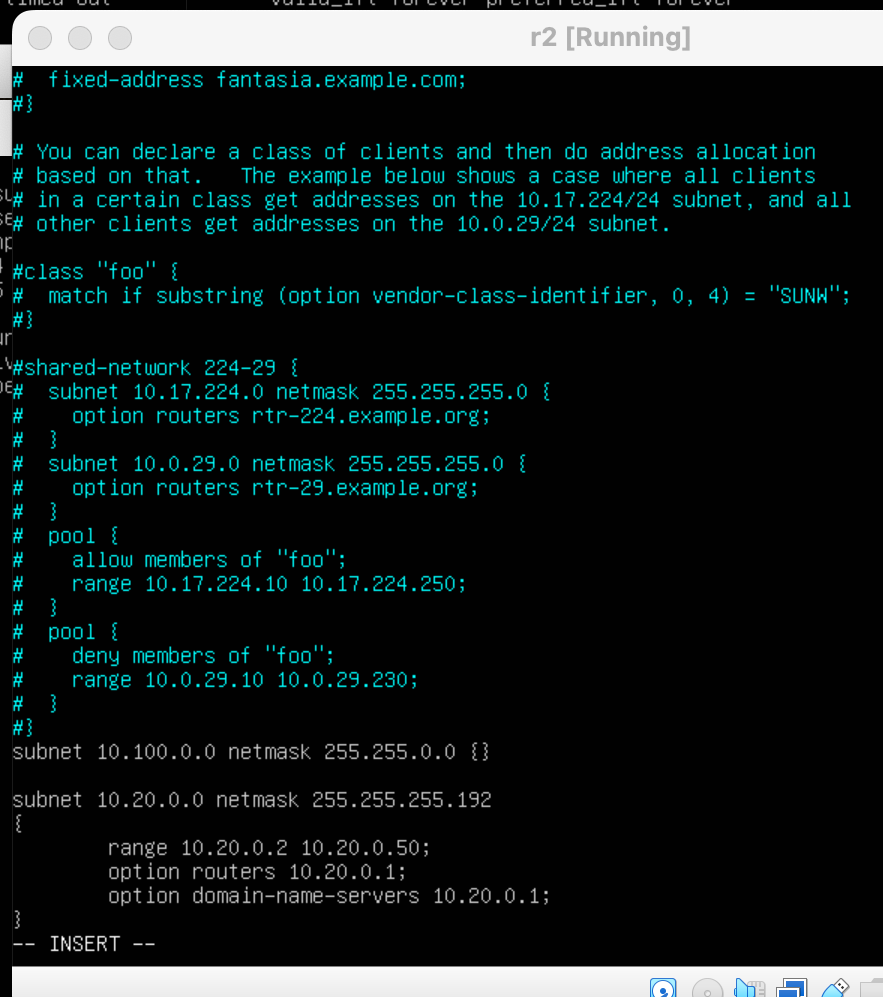 timed out
valid_lft forever preferred_lft forever
r2 [Running]
#  fixed-address fantasia.example.com;
#}
# You can declare a class of clients and then do address allocation
# based on that.   The example below shows a case where all clients
# in a certain class get addresses on the 10.17.224/24 subnet, and all
# other clients get addresses on the 10.0.29/24 subnet.
#class "foo" {
#  match if substring (option vendor-class-identifier, 0, 4) = "SUNW";
#}
#shared-network 224-29 {
#  subnet 10.17.224.0 netmask 255.255.255.0 {
#    option routers rtr-224.example.org;
#  }
#  subnet 10.0.29.0 netmask 255.255.255.0 {
#    option routers rtr-29.example.org;
#  }
#  pool {
#    allow members of "foo";
#    range 10.17.224.10 10.17.224.250;
#  }
#  pool {
#    deny members of "foo";
#    range 10.0.29.10 10.0.29.230;
#  }
#}
subnet 10.100.0.0 netmask 255.255.0.0 {}
subnet 10.20.0.0 netmask 255.255.255.192
{
        range 10.20.0.2 10.20.0.50;
        option routers 10.20.0.1;
        option domain-name-servers 10.20.0.1;
}
-- INSERT --